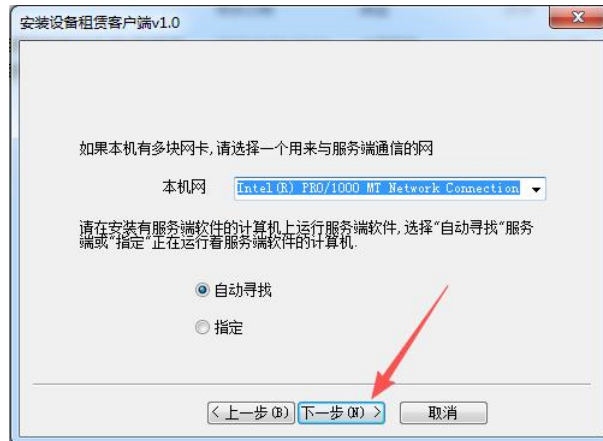 安装设备租赁客户端v1.0
如果本机有多块网卡,请选择一个用来与服务端通信的网
本机网 Intel(R) PRO/1000 MT Network Connection
请在安装有服务端软件的计算机上运行服务端软件,选择"自动寻找"服务
端或"指定"正在运行着服务端软件的计算机.
自动寻找
指定
< 上一步(B) 下一步(N) > 取消